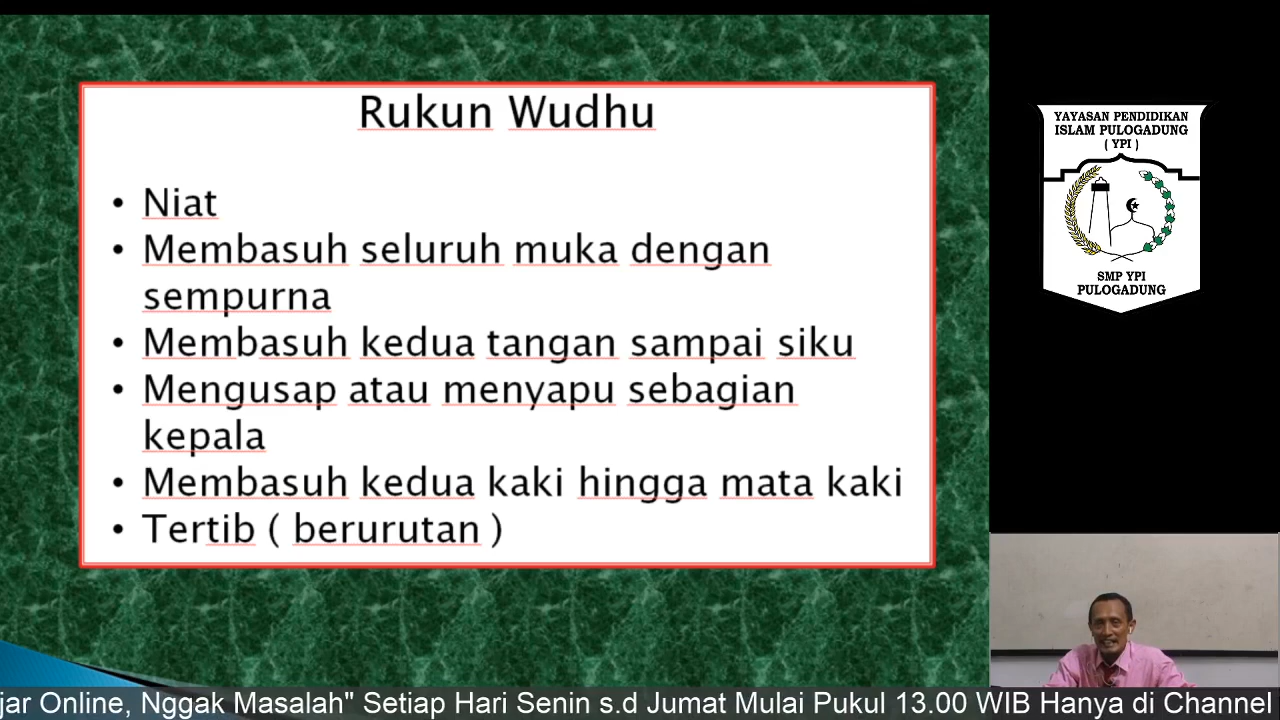 Rukun Wudhu
• Niat
• Membasuh seluruh muka dengan
sempurna
• Membasuh kedua tangan sampai siku
• Mengusap atau menyapu sebagian
kepala
• Membasuh kedua kaki hingga mata kaki
• Tertib ( berurutan )
YAYASAN PENDIDIKAN
ISLAM PULOGADUNG
( YPI )
SMP YPI
PULOGADUNG
jar Online, Nggak Masalah" Setiap Hari Senin s.d Jumat Mulai Pukul 13.00 WIB Hanya di Channel